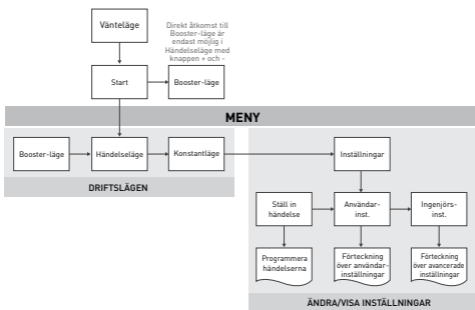 Vänteläge
Direkt åtkomst till
Booster-läge är
endast möjlig i
Händelseläge med
knappen + och -
Start
Booster-läge
MENY
Booster-läge
Händelseläge
Konstantläge
Inställningar
DRIFTSLÄGEN
Ställ in
händelse
Användar-
inst.
Ingenjörs-
inst.
Programmera
händelserna
Förteckning
över användar-
inställningar
Förteckning
över avancerade
inställningar
ÄNDRA/VISA INSTÄLLNINGAR